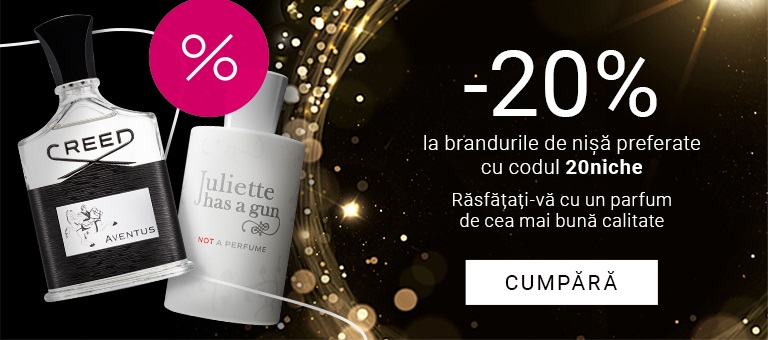 %
CREED
AVENTUS
Juliette
has a gun
NOT A PERFUME
-20%
la brandurile de nișă preferate
cu codul 20niche
Răsfățați-vă cu un parfum
de cea mai bună calitate
CUMPĂRĂ